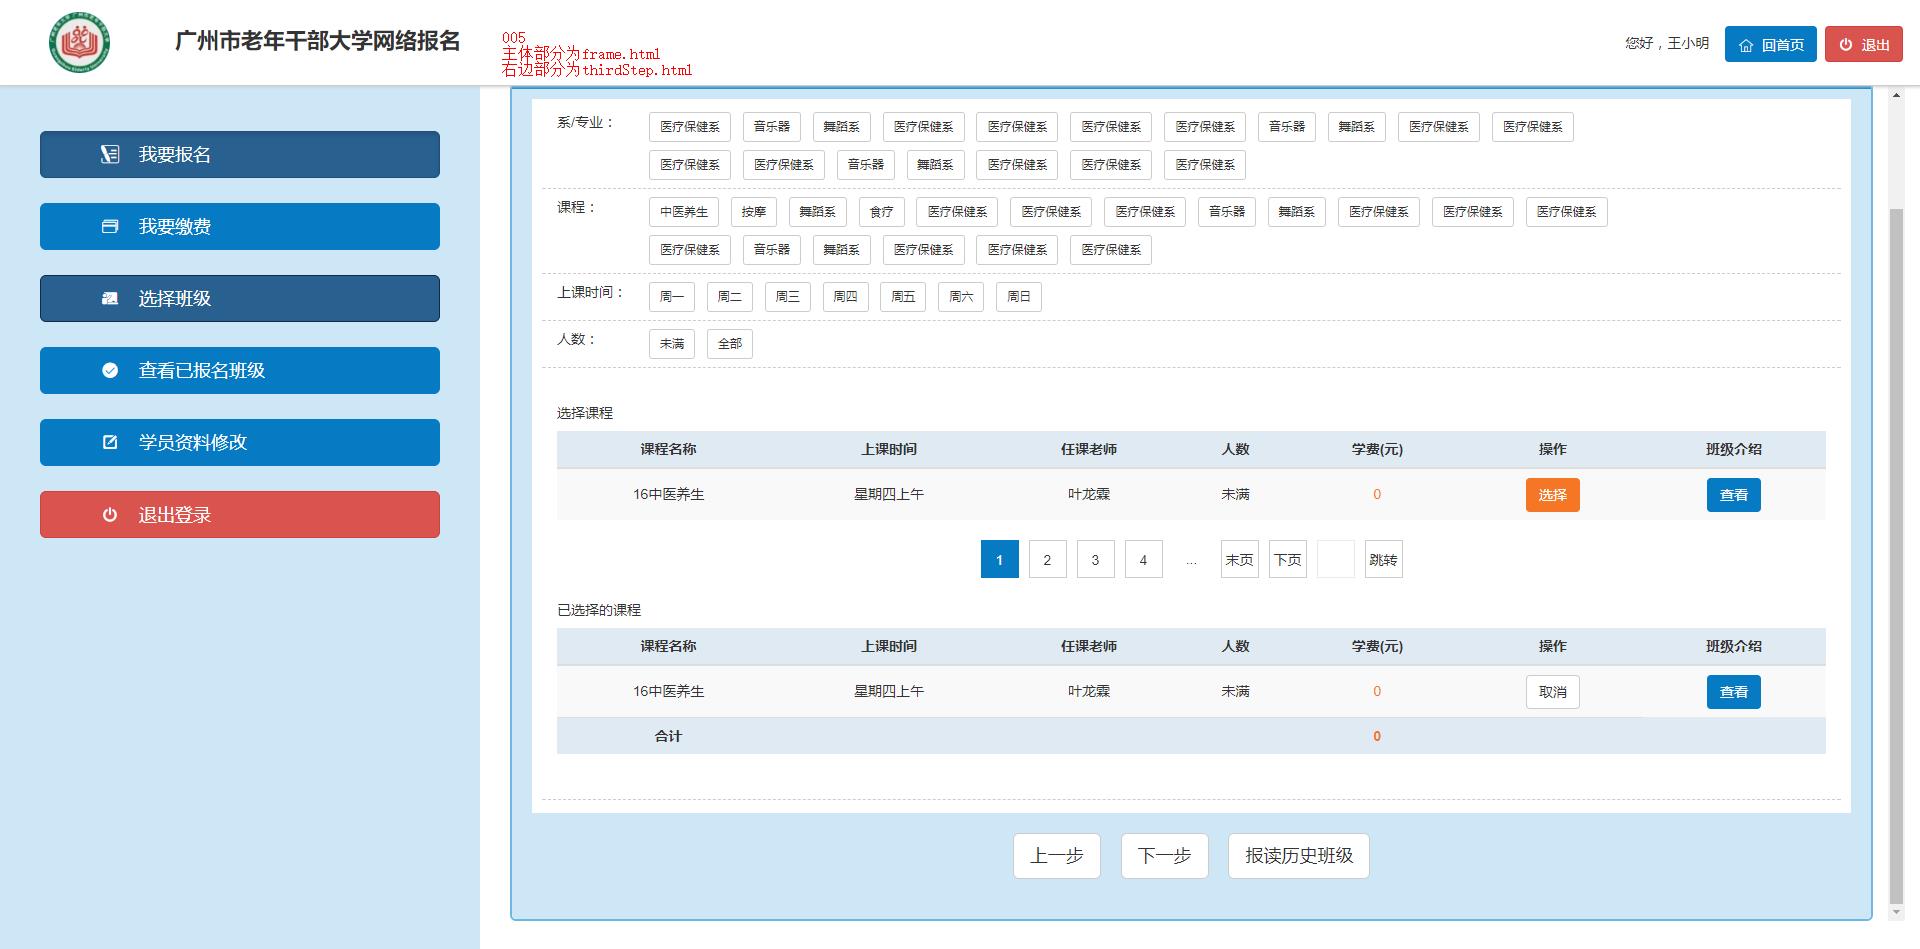 广州市老年干部大学网络报名
005
主体部分为frame.html
右边部分为thirdStep.html
您好，王小明
回首页
退出
我要报名
我要缴费
选择班级
查看已报名班级
学员资料修改
退出登录
系/专业： 医疗保健系 音乐器 舞蹈系 医疗保健系 医疗保健系 医疗保健系 医疗保健系 音乐器 舞蹈系 医疗保健系 医疗保健系
医疗保健系 医疗保健系 音乐器 舞蹈系 医疗保健系 医疗保健系 医疗保健系
课程： 中医养生 按摩 舞蹈系 食疗 医疗保健系 医疗保健系 医疗保健系 音乐器 舞蹈系 医疗保健系 医疗保健系 医疗保健系
医疗保健系 音乐器 舞蹈系 医疗保健系 医疗保健系 医疗保健系
上课时间： 周一 周二 周三 周四 周五 周六 周日
人数： 未满 全部
选择课程
课程名称 上课时间 任课老师 人数 学费(元) 操作 班级介绍
16中医养生 星期四上午 叶龙霖 未满 0 选择 查看
1 2 3 4 ... 末页 下页 跳转
已选择的课程
课程名称 上课时间 任课老师 人数 学费(元) 操作 班级介绍
16中医养生 星期四上午 叶龙霖 未满 0 取消 查看
合计 0
上一步 下一步 报读历史班级